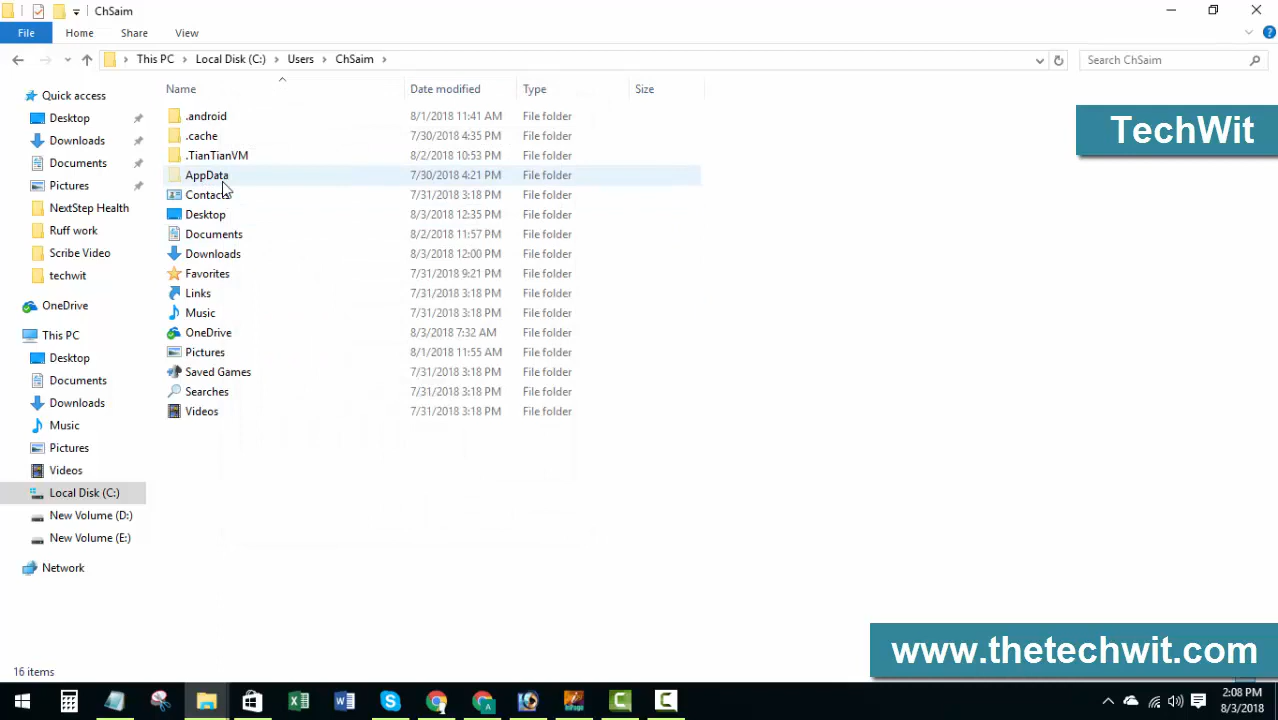 ChSaim
File Home Share View
This PC Local Disk (C:) Users ChSaim Search ChSaim
Name Date modified Type Size
Quick access
Desktop
Downloads
Documents
Pictures
NextStep Health
Ruff work
Scribe Video
techwit
OneDrive
This PC
Desktop
Documents
Downloads
Music
Pictures
Videos
Local Disk (C:)
New Volume (D:)
New Volume (E:)
Network
.android 8/1/2018 11:41 AM File folder
.cache 7/30/2018 4:35 PM File folder
.TianTianVM 8/2/2018 10:53 PM File folder
AppData 7/30/2018 4:21 PM File folder
Contacts 7/31/2018 3:18 PM File folder
Desktop 8/3/2018 12:35 PM File folder
Documents 8/2/2018 11:57 PM File folder
Downloads 8/3/2018 12:00 PM File folder
Favorites 7/31/2018 9:21 PM File folder
Links 7/31/2018 3:18 PM File folder
Music 7/31/2018 3:18 PM File folder
OneDrive 8/3/2018 7:32 AM File folder
Pictures 8/1/2018 11:55 AM File folder
Saved Games 7/31/2018 3:18 PM File folder
Searches 7/31/2018 3:18 PM File folder
Videos 7/31/2018 3:18 PM File folder
TechWit
www.thetechwit.com
16 items
2:08 PM
8/3/2018